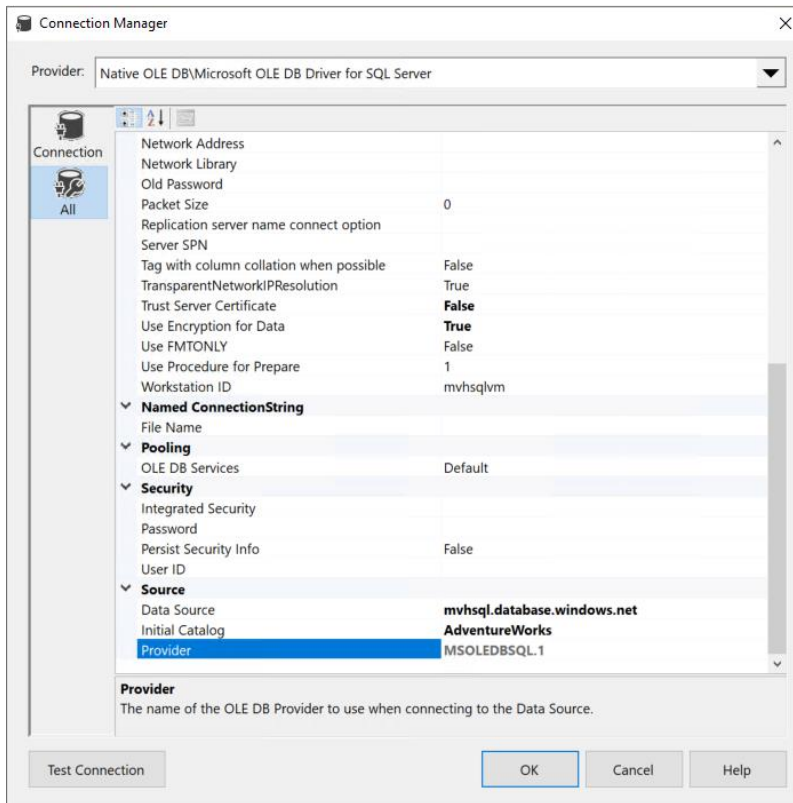 Connection Manager
Provider: Native OLE DB\Microsoft OLE DB Driver for SQL Server
Connection
All
Network Address
Network Library
Old Password
Packet Size 0
Replication server name connect option
Server SPN
Tag with column collation when possible False
TransparentNetworkIPResolution True
Trust Server Certificate False
Use Encryption for Data True
Use FMTONLY False
Use Procedure for Prepare 1
Workstation ID mvhsqlvm
Named ConnectionString
File Name
Pooling
OLE DB Services Default
Security
Integrated Security
Password
Persist Security Info False
User ID
Source
Data Source mvhsql.database.windows.net
Initial Catalog AdventureWorks
Provider MSOLEDBSQL.1
Provider
The name of the OLE DB Provider to use when connecting to the Data Source.
Test Connection OK Cancel Help